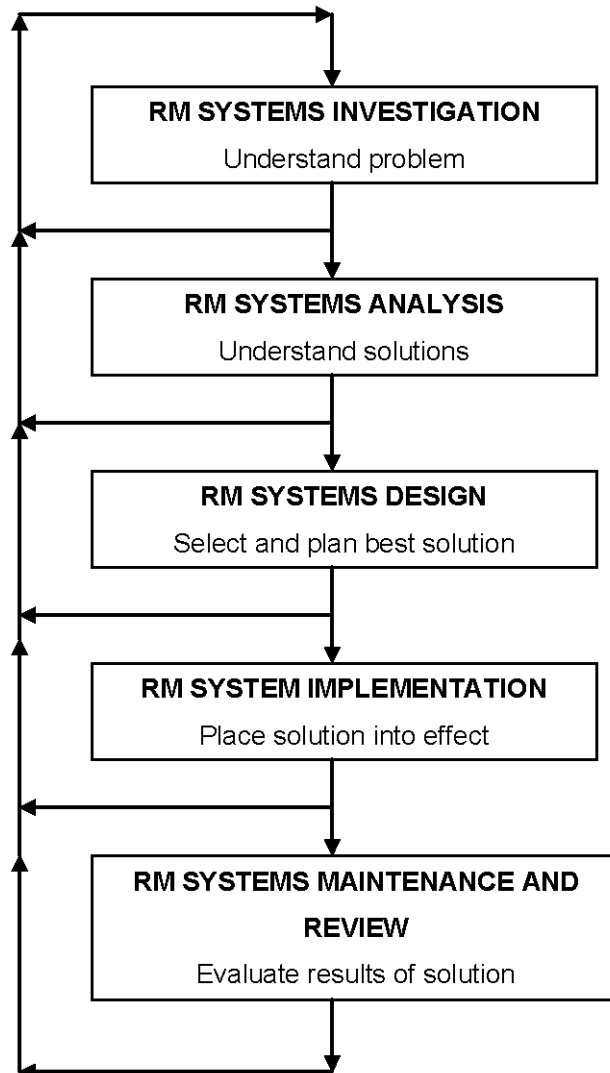 RM SYSTEMS INVESTIGATION
Understand problem
RM SYSTEMS ANALYSIS
Understand solutions
RM SYSTEMS DESIGN
Select and plan best solution
RM SYSTEM IMPLEMENTATION
Place solution into effect
RM SYSTEMS MAINTENANCE AND
REVIEW
Evaluate results of solution